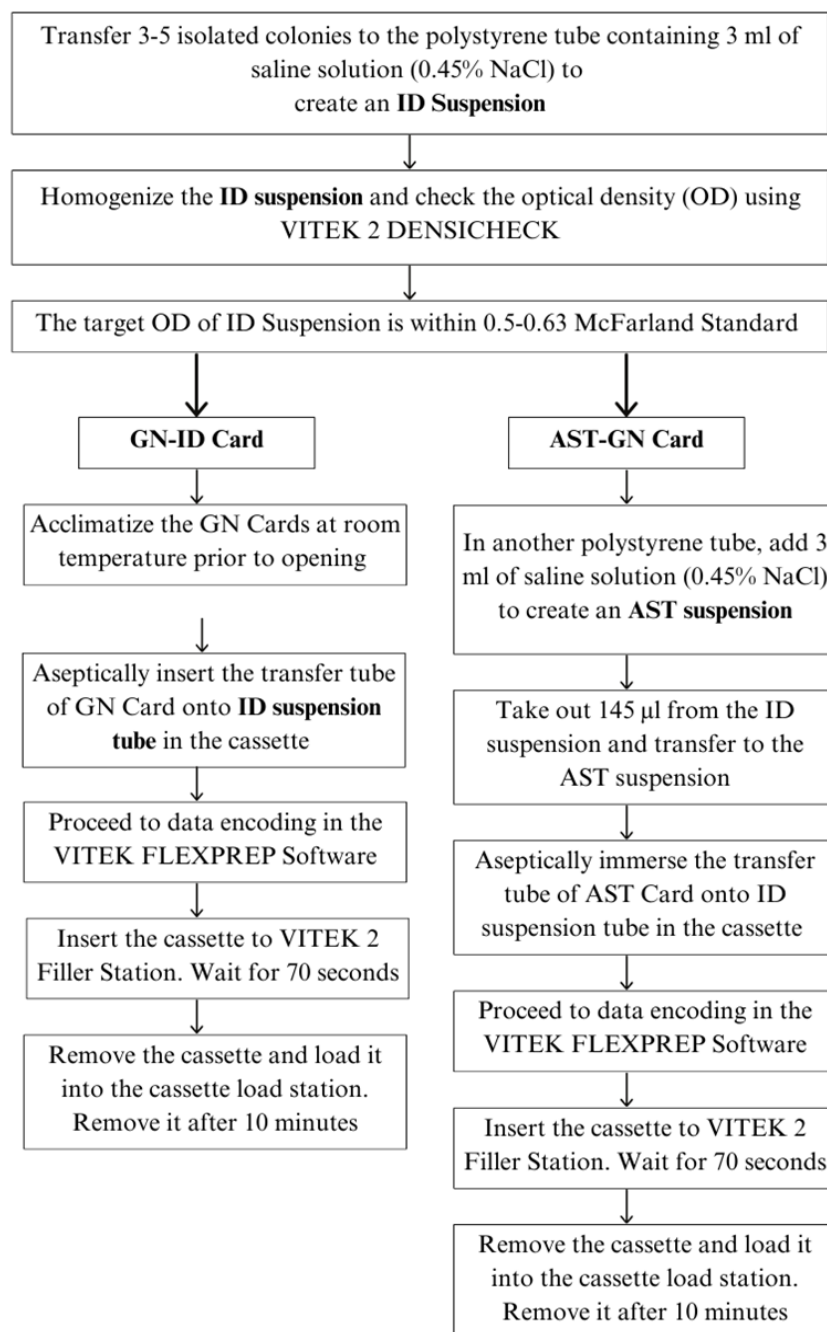 Transfer 3-5 isolated colonies to the polystyrene tube containing 3 ml of
saline solution (0.45% NaCl) to
create an ID Suspension
Homogenize the ID suspension and check the optical density (OD) using
VITEK 2 DENSICHECK
The target OD of ID Suspension is within 0.5-0.63 McFarland Standard
GN-ID Card
Acclimatize the GN Cards at room
temperature prior to opening
Aseptically insert the transfer tube
of GN Card onto ID suspension
tube in the cassette
Proceed to data encoding in the
VITEK FLEXPREP Software
Insert the cassette to VITEK 2
Filler Station. Wait for 70 seconds
Remove the cassette and load it
into the cassette load station.
Remove it after 10 minutes
AST-GN Card
In another polystyrene tube, add 3
ml of saline solution (0.45% NaCl)
to create an AST suspension
Take out 145 µl from the ID
suspension and transfer to the
AST suspension
Aseptically immerse the transfer
tube of AST Card onto ID
suspension tube in the cassette
Proceed to data encoding in the
VITEK FLEXPREP Software
Insert the cassette to VITEK 2
Filler Station. Wait for 70 seconds
Remove the cassette and load it
into the cassette load station.
Remove it after 10 minutes